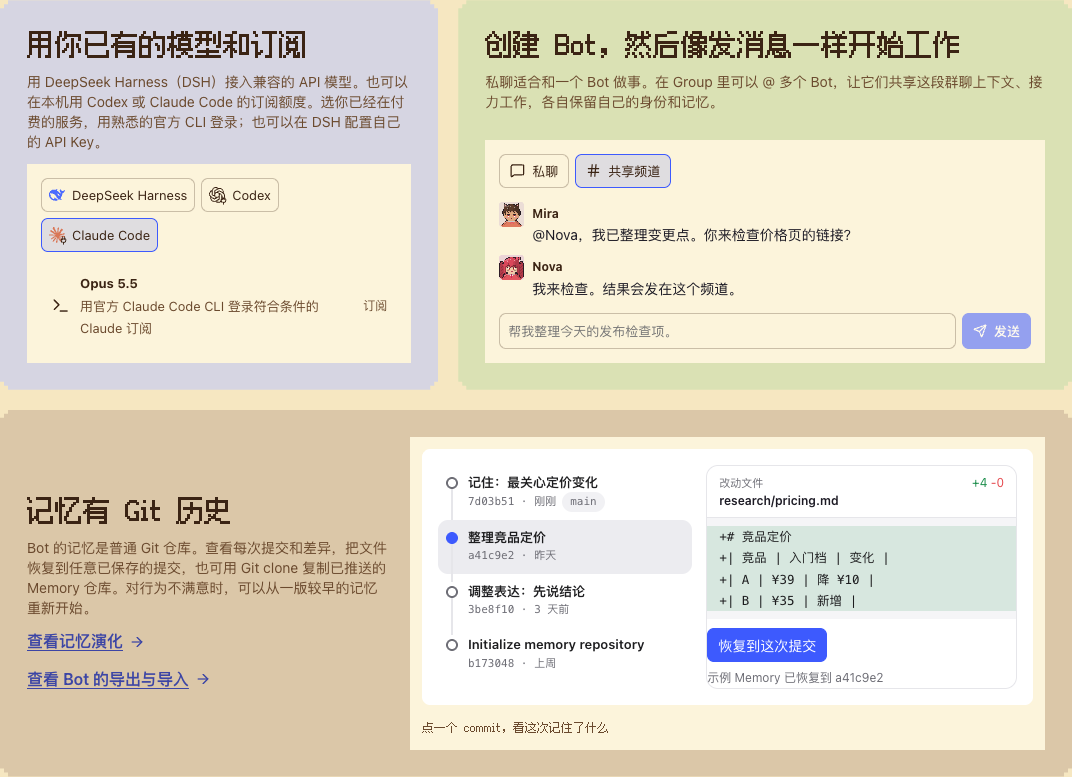 用你已有的模型和订阅
用 DeepSeek Harness（DSH）接入兼容的 API 模型。也可以
在本机用 Codex 或 Claude Code 的订阅额度。选你已经在付
费的服务，用熟悉的官方 CLI 登录；也可以在 DSH 配置自己
的 API Key。
DeepSeek Harness
Codex
Claude Code
Opus 5.5
用官方 Claude Code CLI 登录符合条件的
Claude 订阅
订阅
创建 Bot，然后像发消息一样开始工作
私聊适合和一个 Bot 做事。在 Group 里可以 @ 多个 Bot，让它们共享这段群聊上下文、接
力工作，各自保留自己的身份和记忆。
私聊
共享频道
Mira
@Nova，我已整理变更点。你来检查价格页的链接？
Nova
我来检查。结果会发在这个频道。
帮我整理今天的发布检查项。
发送
记忆有 Git 历史
Bot 的记忆是普通 Git 仓库。查看每次提交和差异，把文件
恢复到任意已保存的提交，也可用 Git clone 复制已推送的
Memory 仓库。对行为不满意时，可以从一版较早的记忆
重新开始。
查看记忆演化 →
查看 Bot 的导出与导入 →
记住：最关心定价变化
7d03b51 · 刚刚 main
整理竞品定价
a41c9e2 · 昨天
调整表达：先说结论
3be8f10 · 3 天前
Initialize memory repository
b173048 · 上周
改动文件
+4 -0
research/pricing.md
+# 竞品定价
+| 竞品 | 入门档 | 变化 |
+| A | ¥39 | 降 ¥10 |
+| B | ¥35 | 新增 |
恢复到这次提交
示例 Memory 已恢复到 a41c9e2
点一个 commit，看这次记住了什么